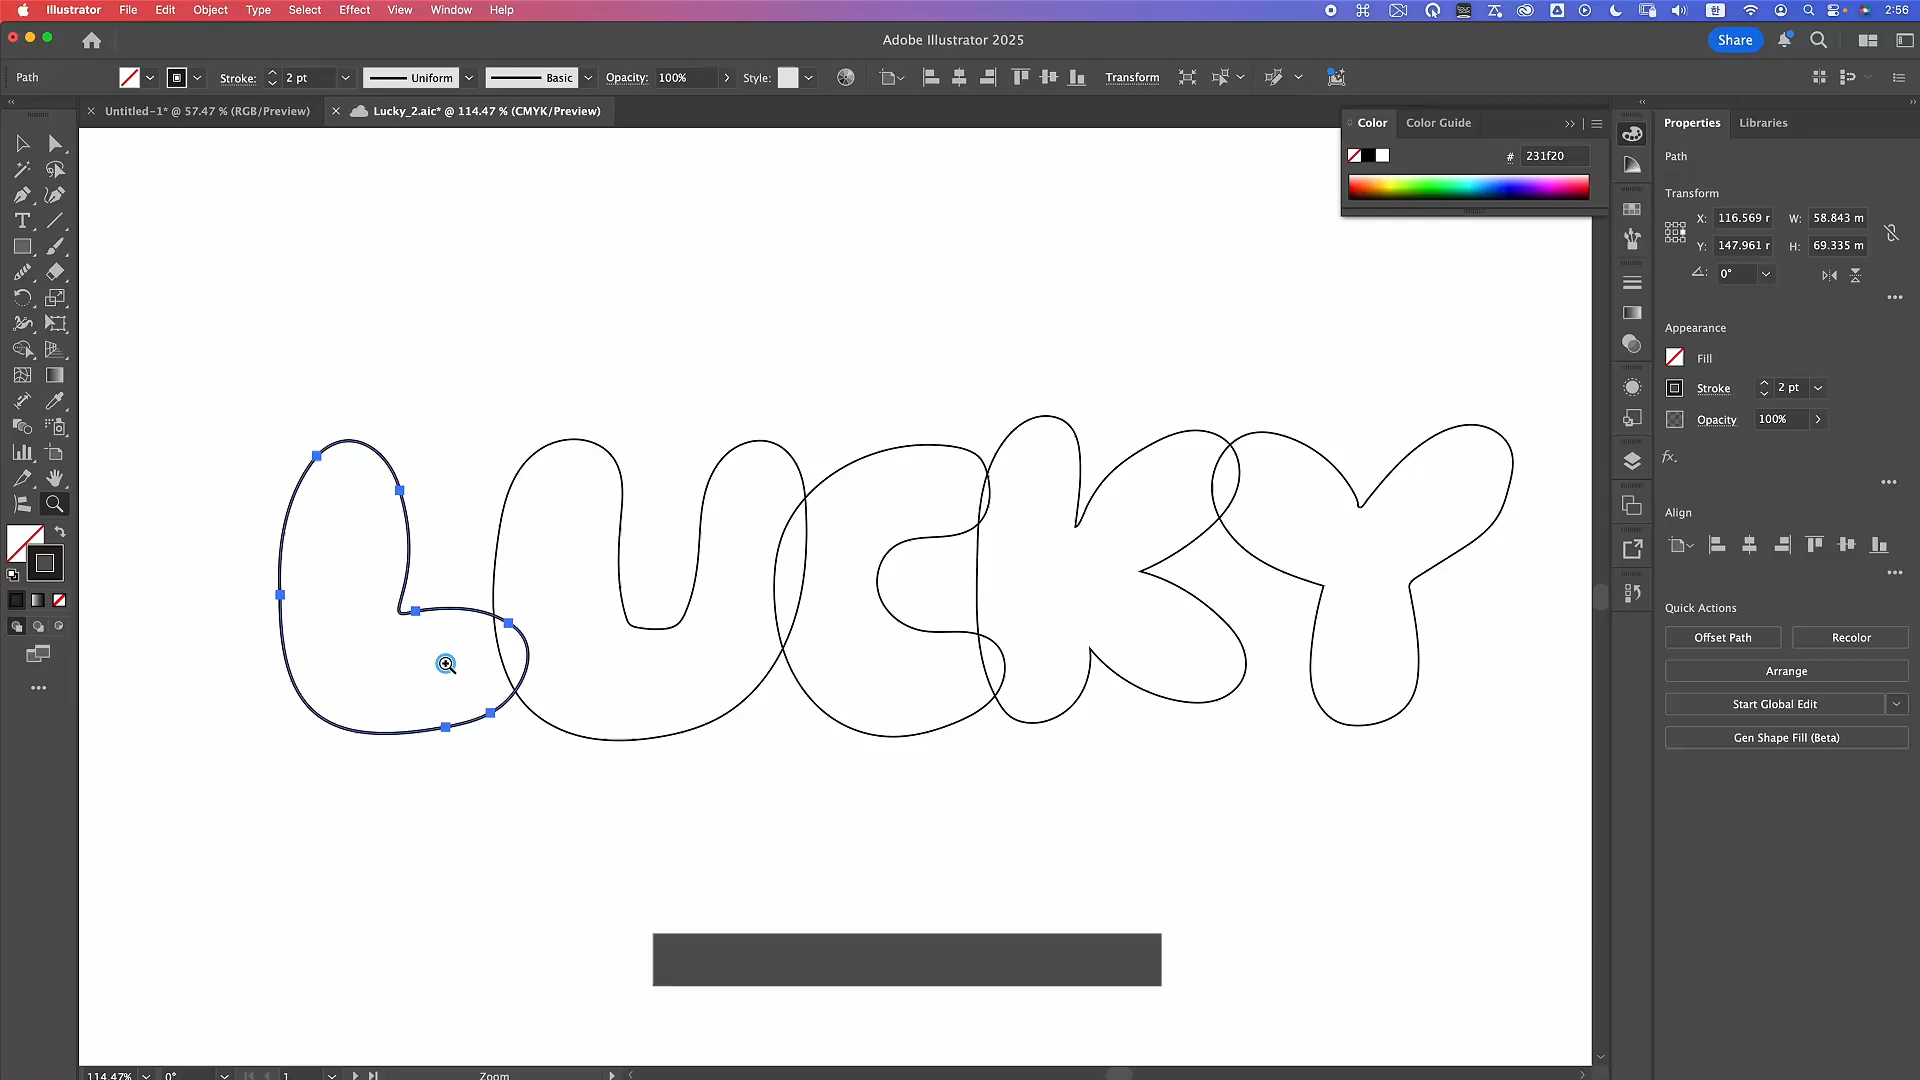 Illustrator File Edit Object Type Select Effect View Window Help 한 2:56
Adobe Illustrator 2025 Share
Path Stroke: 2 pt Uniform Basic Opacity: 100% Style: Transform
Untitled-1* @ 57.47 % (RGB/Preview) Lucky_2.aic* @ 114.47 % (CMYK/Preview)
Color Color Guide
# 231f20
Properties Libraries
Path
Transform
X: 116.569 r W: 58.843 m
Y: 147.961 r H: 69.335 m
0°
Appearance
Fill
Stroke 2 pt
Opacity 100%
fx.
Align
Quick Actions
Offset Path Recolor
Arrange
Start Global Edit
Gen Shape Fill (Beta)
LUCKY
114.47% 0° 1 Zoom